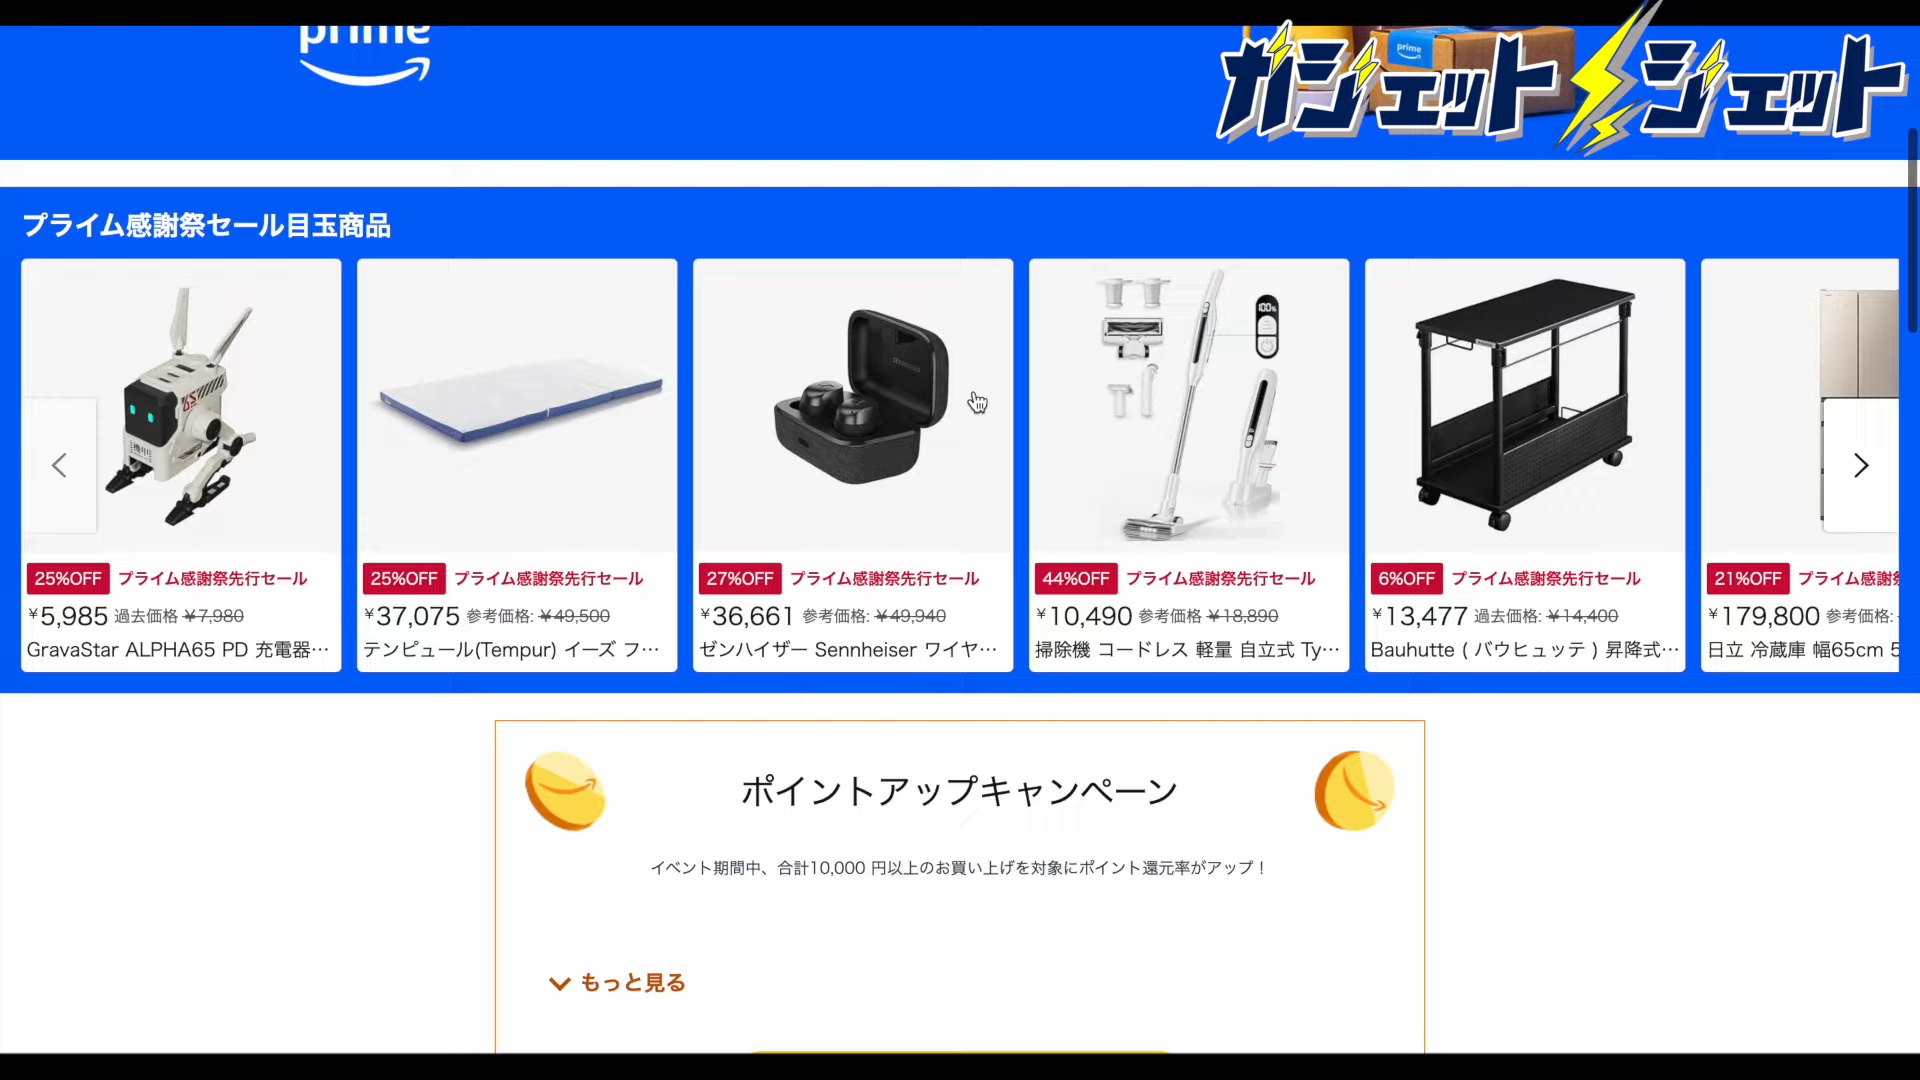 prime
prime
ガジェットジェット
プライム感謝祭セール目玉商品
100%
SENNHEISER
25%OFF プライム感謝祭先行セール
¥5,985 過去価格 ¥7,980
GravaStar ALPHA65 PD 充電器…
25%OFF プライム感謝祭先行セール
¥37,075 参考価格: ¥49,500
テンピュール(Tempur) イーズ フ…
27%OFF プライム感謝祭先行セール
¥36,661 参考価格: ¥49,940
ゼンハイザー Sennheiser ワイヤ…
44%OFF プライム感謝祭先行セール
¥10,490 参考価格 ¥18,890
掃除機 コードレス 軽量 自立式 Ty…
6%OFF プライム感謝祭先行セール
¥13,477 過去価格: ¥14,400
Bauhutte ( バウヒュッテ ) 昇降式…
21%OFF プライム感謝祭
¥179,800 参考価格:
日立 冷蔵庫 幅65cm 5
ポイントアップキャンペーン
イベント期間中、合計10,000 円以上のお買い上げを対象にポイント還元率がアップ！
もっと見る